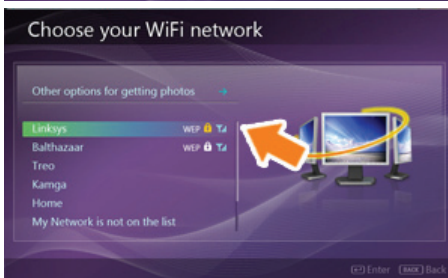 Choose your WiFi network
Other options for getting photos
Linksys WEP
Balthazaar WEP
Treo
Kamga
Home
My Network is not on the list
Enter BACK Back